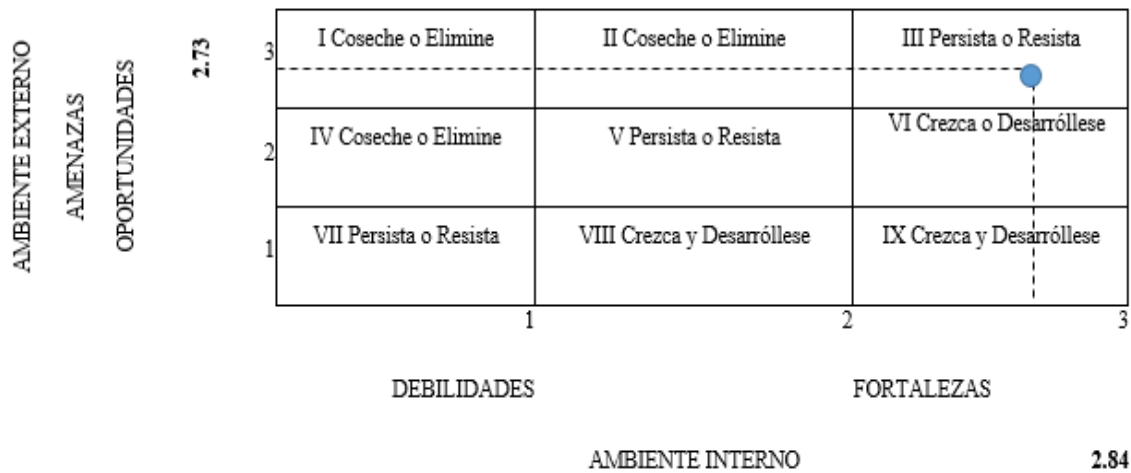 AMBIENTE EXTERNO
AMENAZAS
OPORTUNIDADES
2.73
3
I Coseche o Elimine
II Coseche o Elimine
III Persista o Resista
2
IV Coseche o Elimine
V Persista o Resista
VI Crezca o Desarróllese
1
VII Persista o Resista
VIII Crezca y Desarróllese
IX Crezca y Desarróllese
1
2
3
DEBILIDADES
FORTALEZAS
AMBIENTE INTERNO
2.84